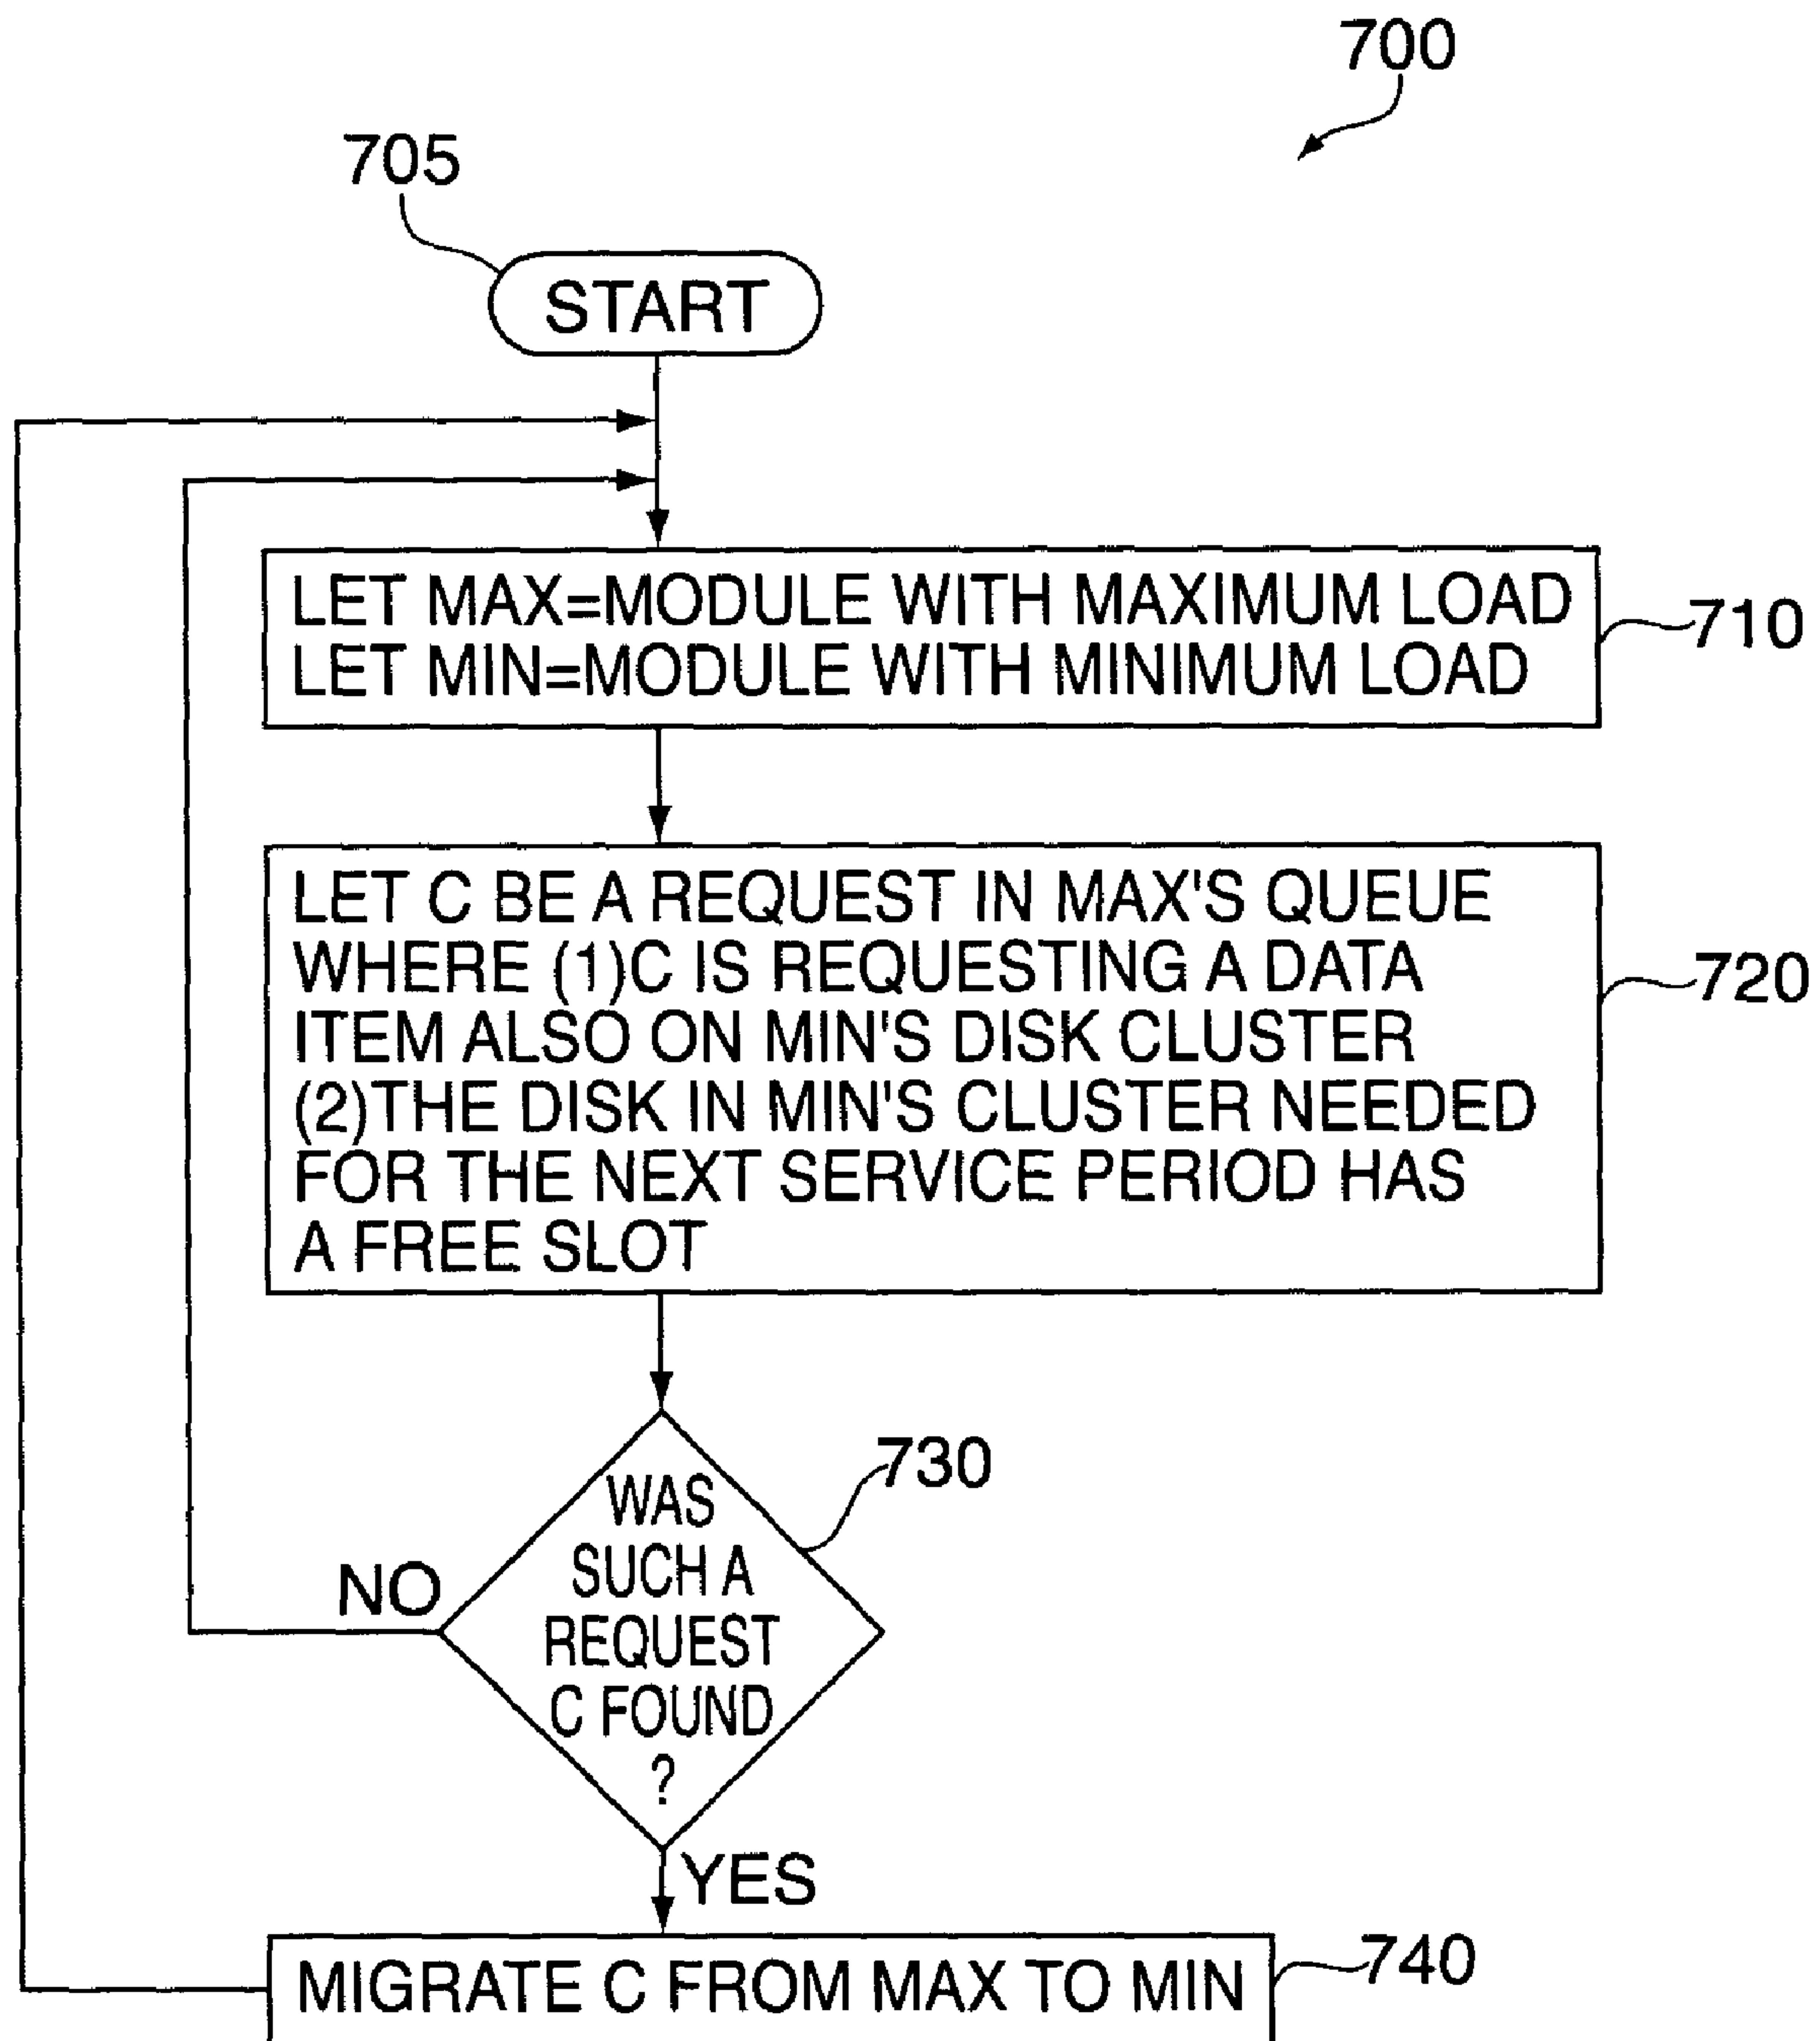 700
705
START
LET MAX=MODULE WITH MAXIMUM LOAD
LET MIN=MODULE WITH MINIMUM LOAD
710
LET C BE A REQUEST IN MAX'S QUEUE
WHERE (1)C IS REQUESTING A DATA
ITEM ALSO ON MIN'S DISK CLUSTER
(2)THE DISK IN MIN'S CLUSTER NEEDED
FOR THE NEXT SERVICE PERIOD HAS
A FREE SLOT
720
WAS
SUCH A
REQUEST
C FOUND
?
730
NO
YES
MIGRATE C FROM MAX TO MIN
740